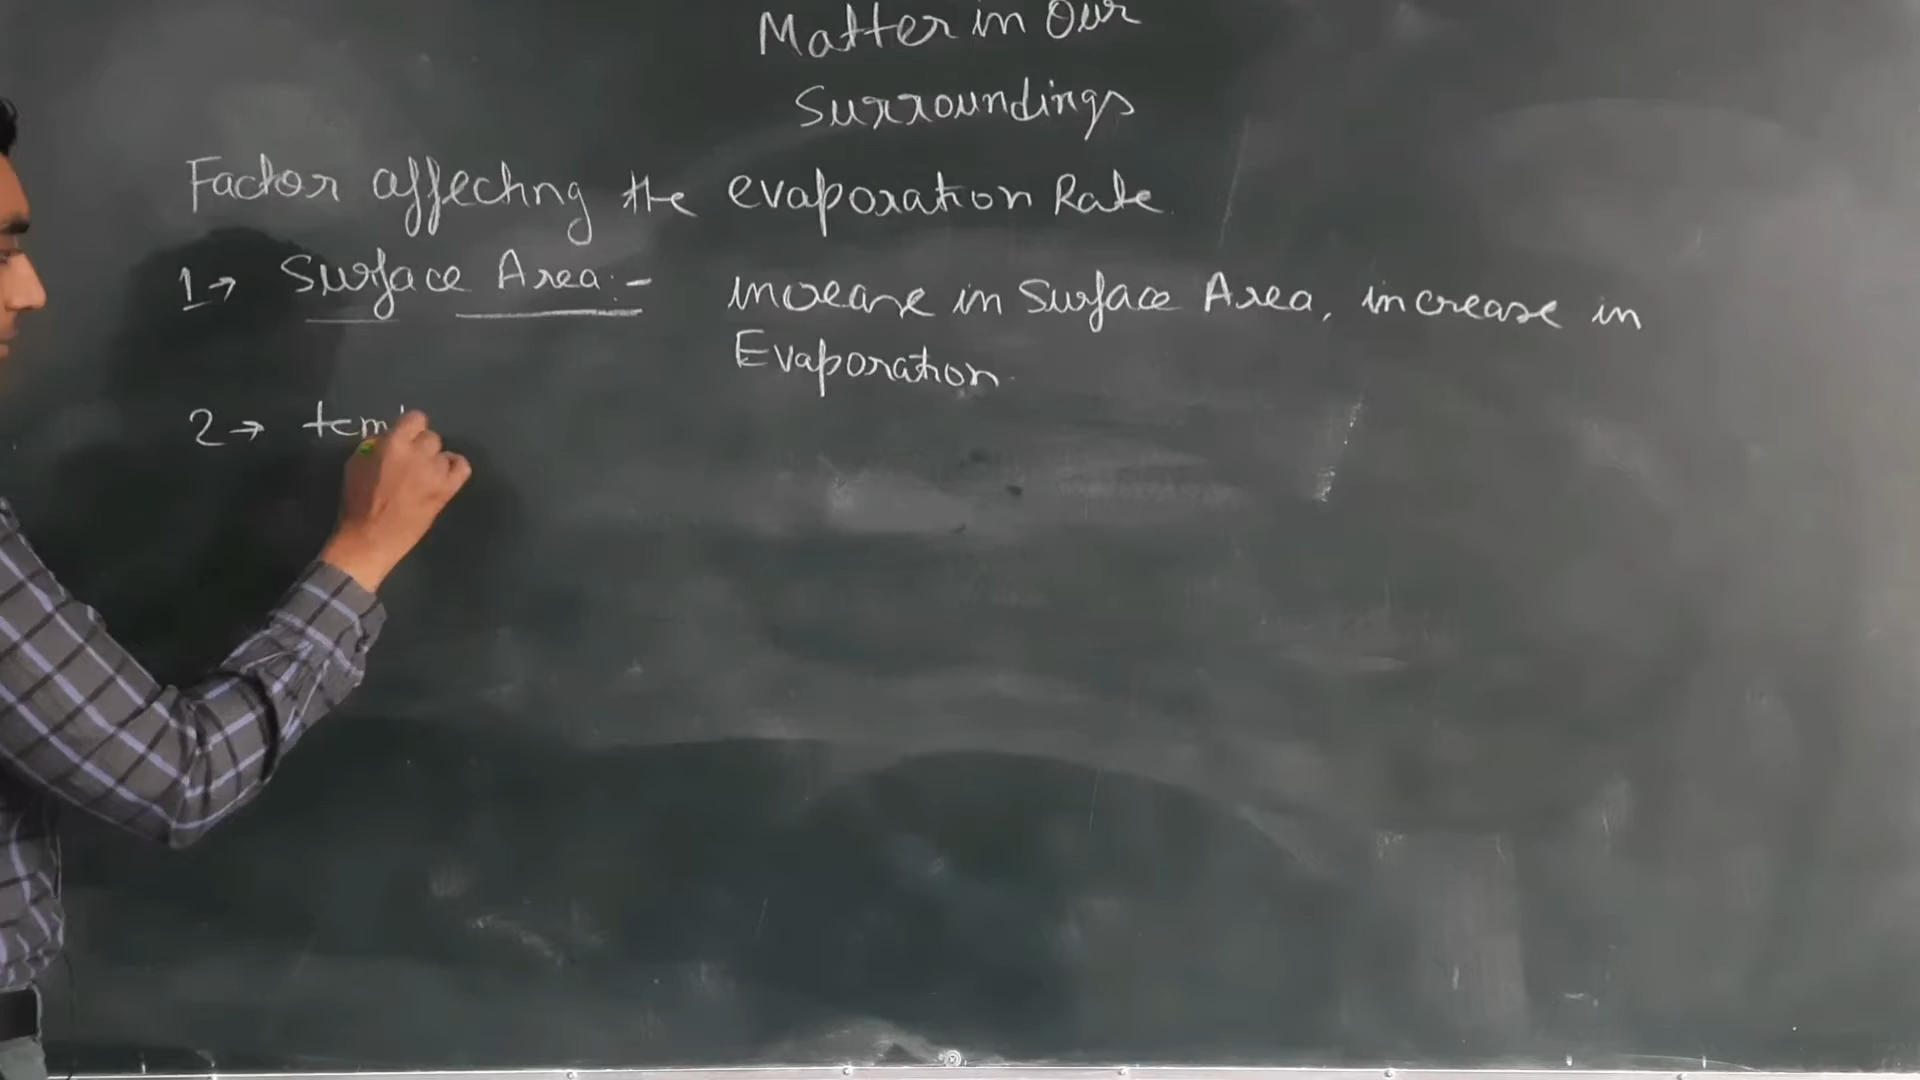 Matter in Our
Surroundings
Factor affecting the evaporation Rate
1→ Surface Area:- increase in Surface Area, increase in
Evaporation
2→ tem